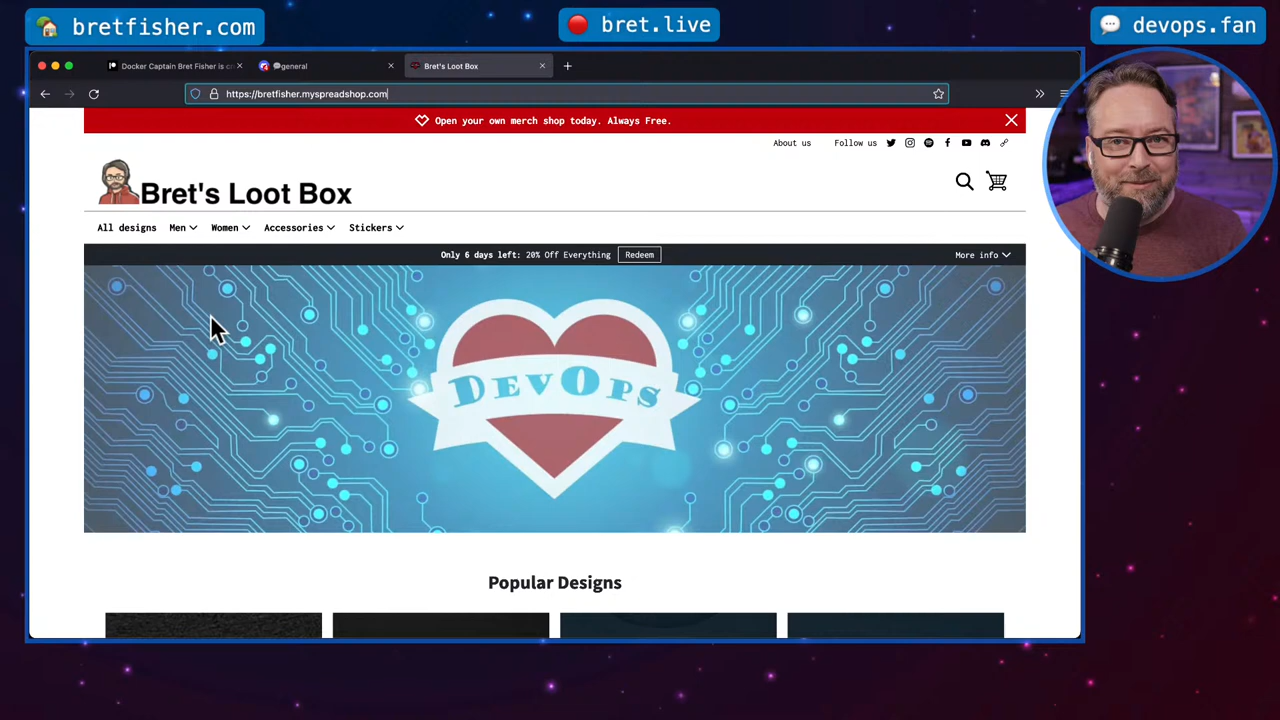 bretfisher.com
bret.live
devops.fan
Docker Captain Bret Fisher is c
general
Bret's Loot Box
https://bretfisher.myspreadshop.com
Open your own merch shop today. Always Free.
About us Follow us
Bret's Loot Box
All designs Men Women Accessories Stickers
Only 6 days left: 20% Off Everything Redeem More info
DEVOPS
Popular Designs